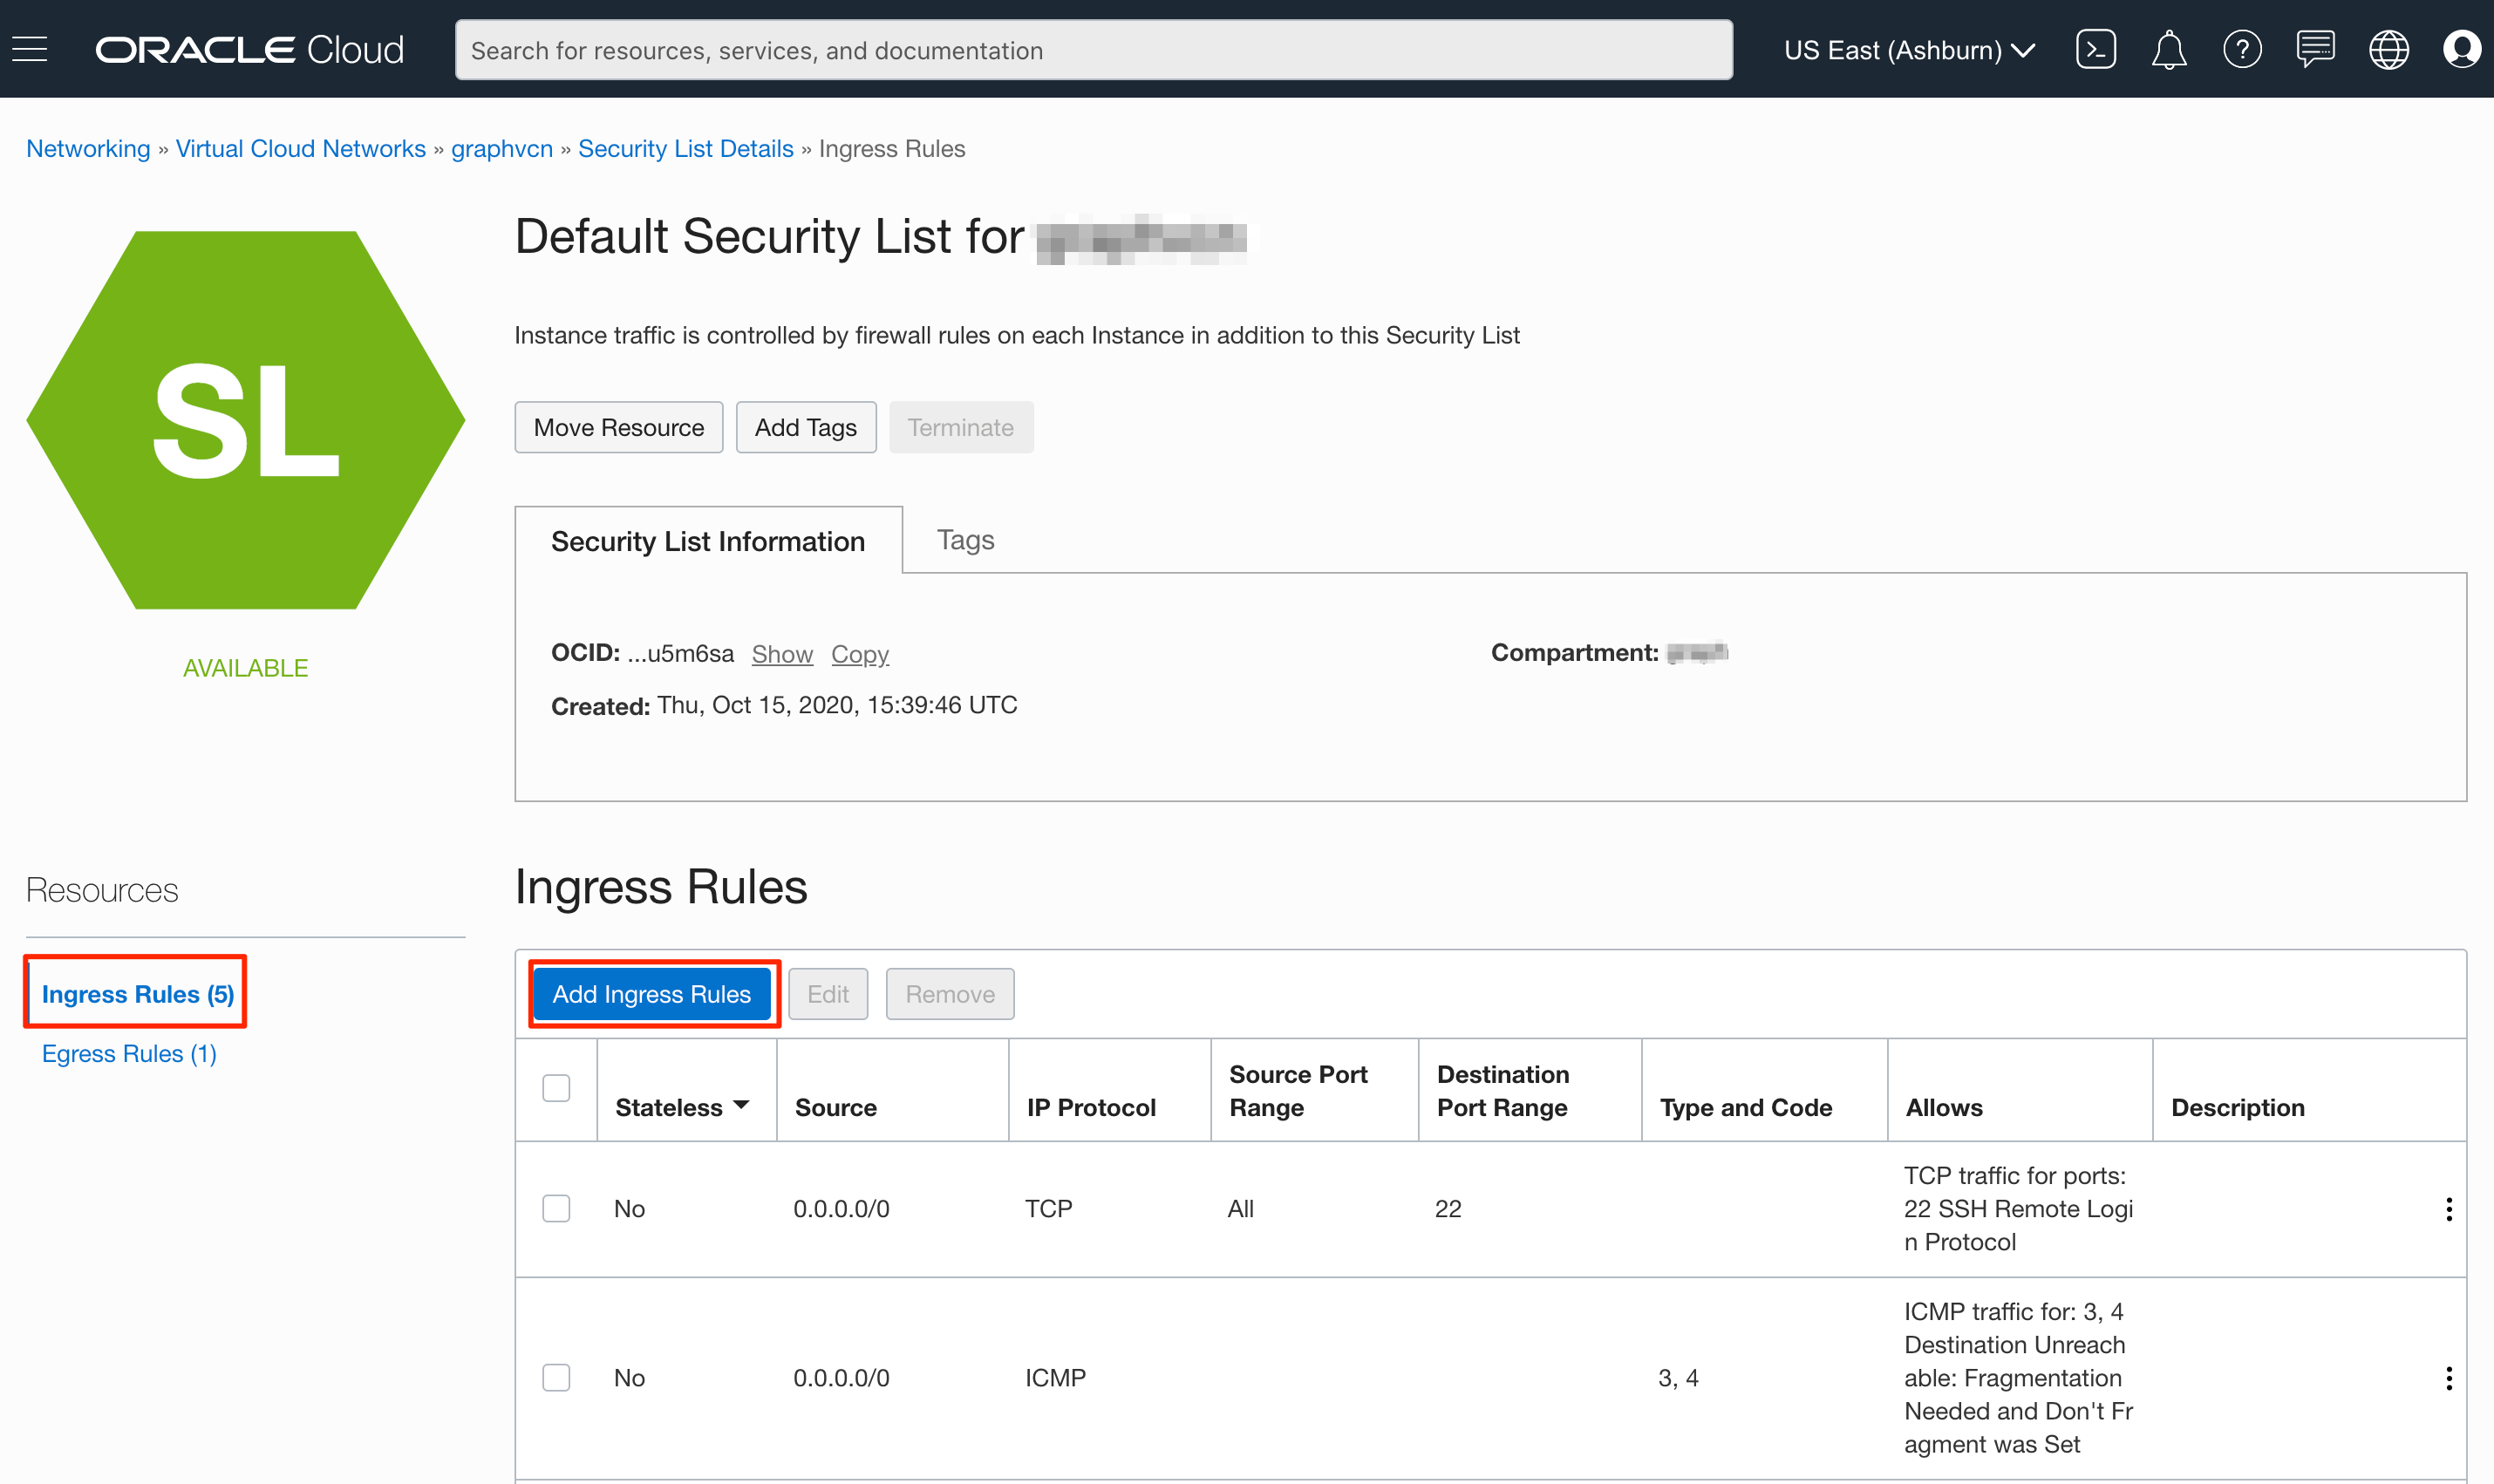 ORACLE Cloud
Search for resources, services, and documentation
US East (Ashburn)
Networking » Virtual Cloud Networks » graphvcn » Security List Details » Ingress Rules
SL
AVAILABLE
Default Security List for
Instance traffic is controlled by firewall rules on each Instance in addition to this Security List
Move Resource
Add Tags
Terminate
Security List Information
Tags
OCID: ...u5m6sa Show Copy
Compartment:
Created: Thu, Oct 15, 2020, 15:39:46 UTC
Resources
Ingress Rules (5)
Egress Rules (1)
Ingress Rules
Add Ingress Rules
Edit
Remove
Stateless
Source
IP Protocol
Source Port
Range
Destination
Port Range
Type and Code
Allows
Description
No
0.0.0.0/0
TCP
All
22
TCP traffic for ports:
22 SSH Remote Logi
n Protocol
No
0.0.0.0/0
ICMP
3, 4
ICMP traffic for: 3, 4
Destination Unreach
able: Fragmentation
Needed and Don't Fr
agment was Set